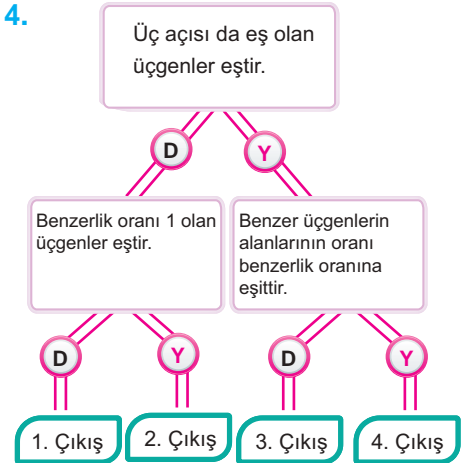 4.
Üç açısı da eş olan
üçgenler eştir.
D
Y
Benzerlik oranı 1 olan
üçgenler eştir.
Benzer üçgenlerin
alanlarının oranı
benzerlik oranına
eşittir.
D
Y
D
Y
1. Çıkış
2. Çıkış
3. Çıkış
4. Çıkış